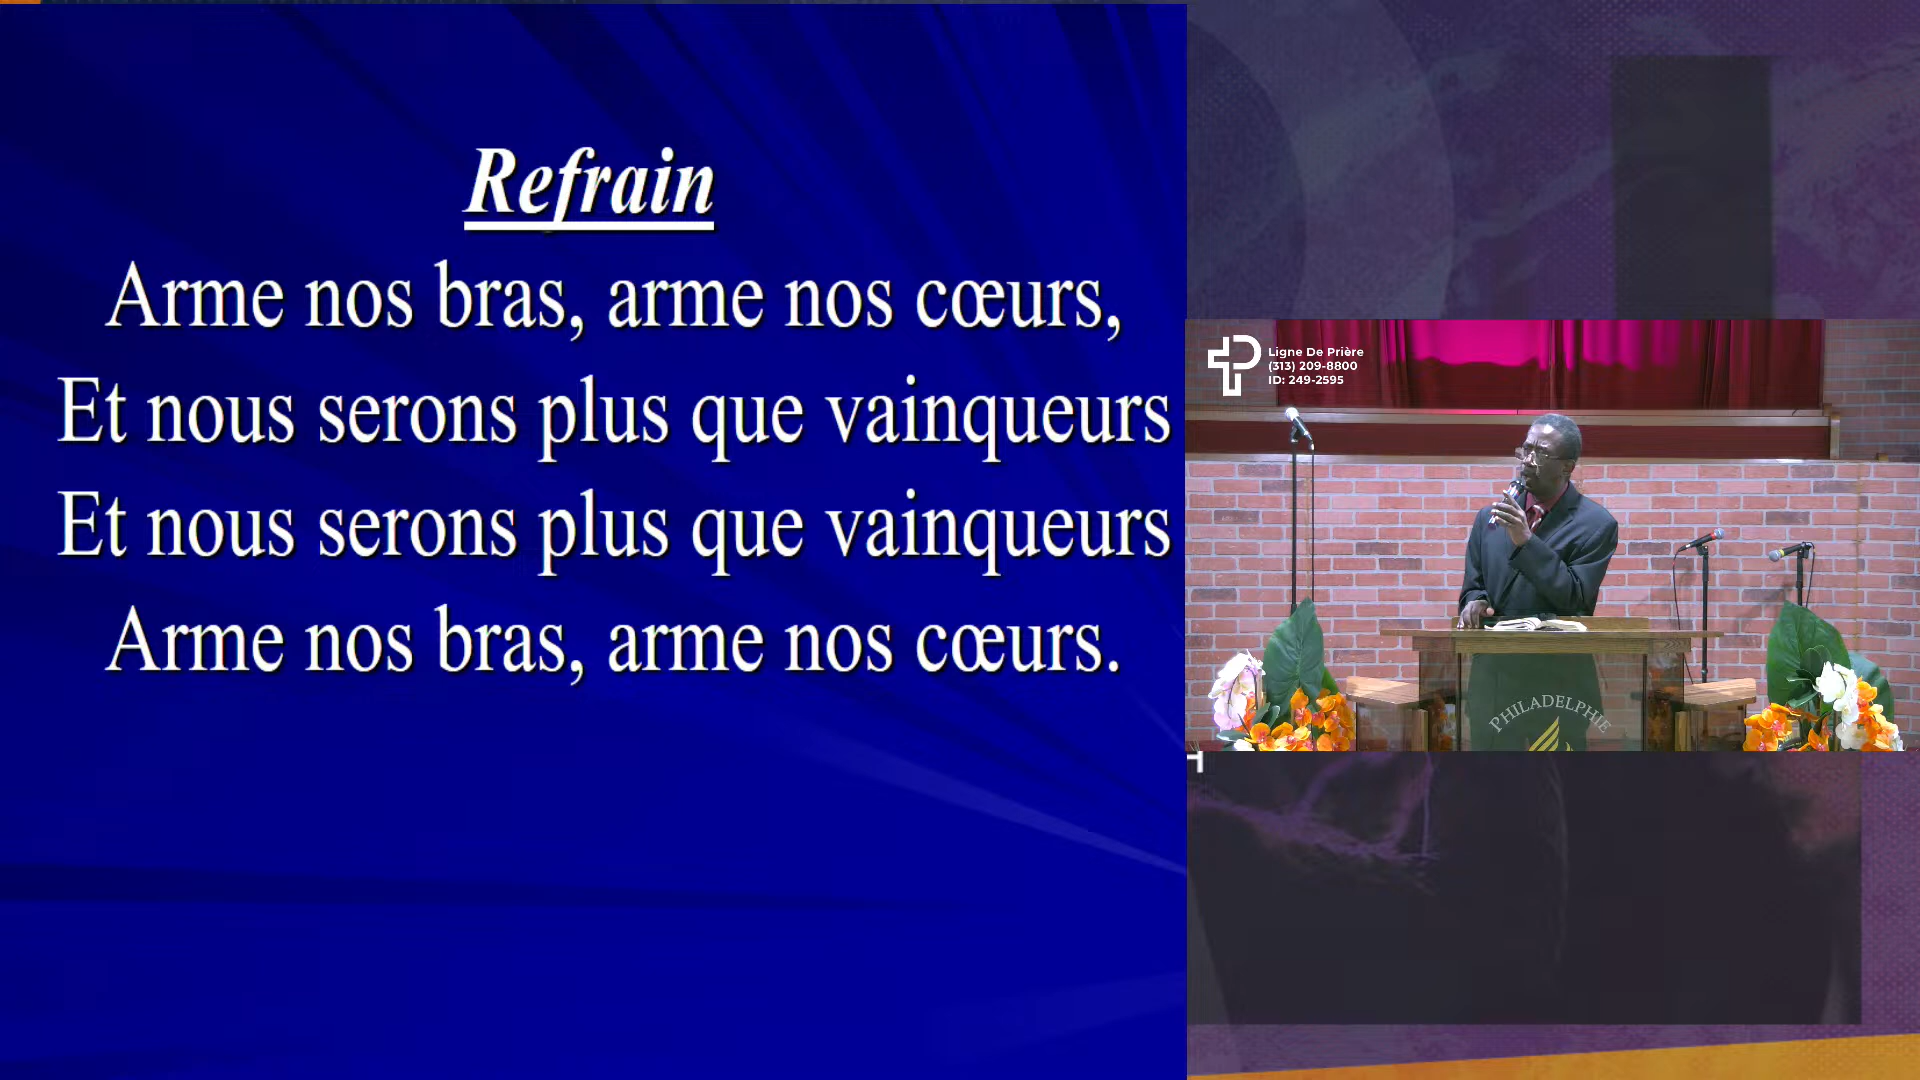 Refrain
Arme nos bras, arme nos cœurs,
Et nous serons plus que vainqueurs
Et nous serons plus que vainqueurs
Arme nos bras, arme nos cœurs.
Ligne De Prière
(313) 209-8800
ID: 249-2595
PHILADELPHIE
H